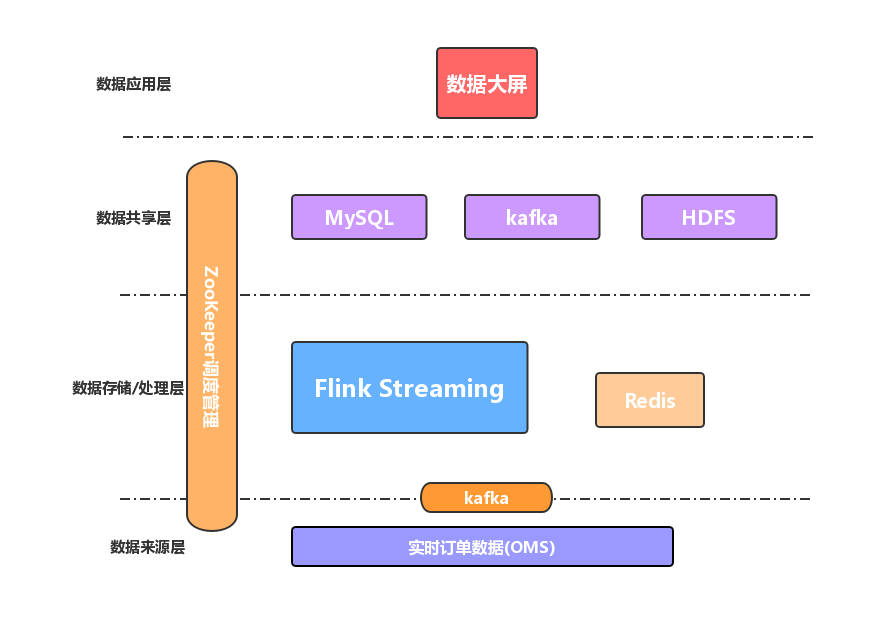 数据应用层
数据大屏
数据共享层
MySQL
kafka
HDFS
ZooKeeper调度管理
数据存储/处理层
Flink Streaming
Redis
kafka
数据来源层
实时订单数据(OMS)